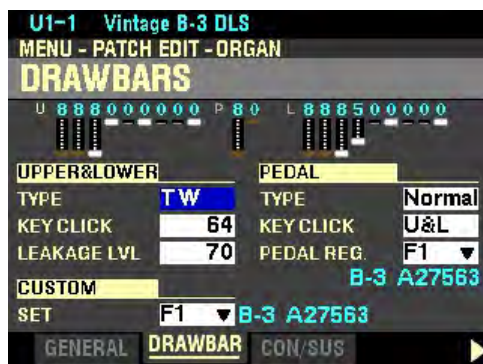 U1-1 Vintage B-3 DLS
MENU - PATCH EDIT - ORGAN
DRAWBARS
U 888000000 P 80 L 888500000
UPPER&LOWER PEDAL
TYPE TW TYPE Normal
KEY CLICK 64 KEY CLICK U&L
LEAKAGE LVL 70 PEDAL REG. F1 ▼
B-3 A27563
CUSTOM
SET F1 ▼ B-3 A27563
GENERAL DRAWBAR CON/SUS